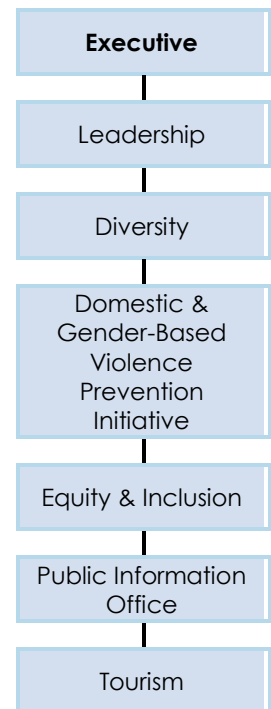 Executive
Leadership
Diversity
Domestic &
Gender-Based
Violence
Prevention
Initiative
Equity & Inclusion
Public Information
Office
Tourism